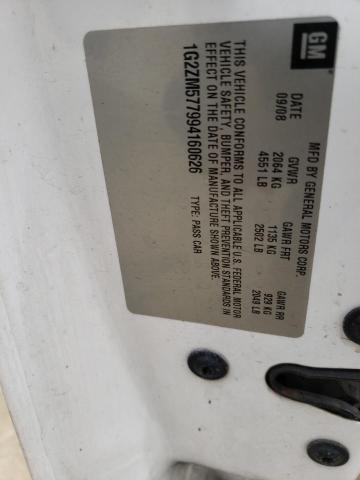 GM
MFD BY GENERAL MOTORS CORP.
DATE GVWR GAWR FRT GAWR RR
09/08 2064 KG 1135 KG 929 KG
4551 LB 2502 LB 2049 LB
THIS VEHICLE CONFORMS TO ALL APPLICABLE U.S. FEDERAL MOTOR
VEHICLE SAFETY, BUMPER, AND THEFT PREVENTION STANDARDS IN
EFFECT ON THE DATE OF MANUFACTURE SHOWN ABOVE.
1G2ZM577994160626 TYPE: PASS CAR